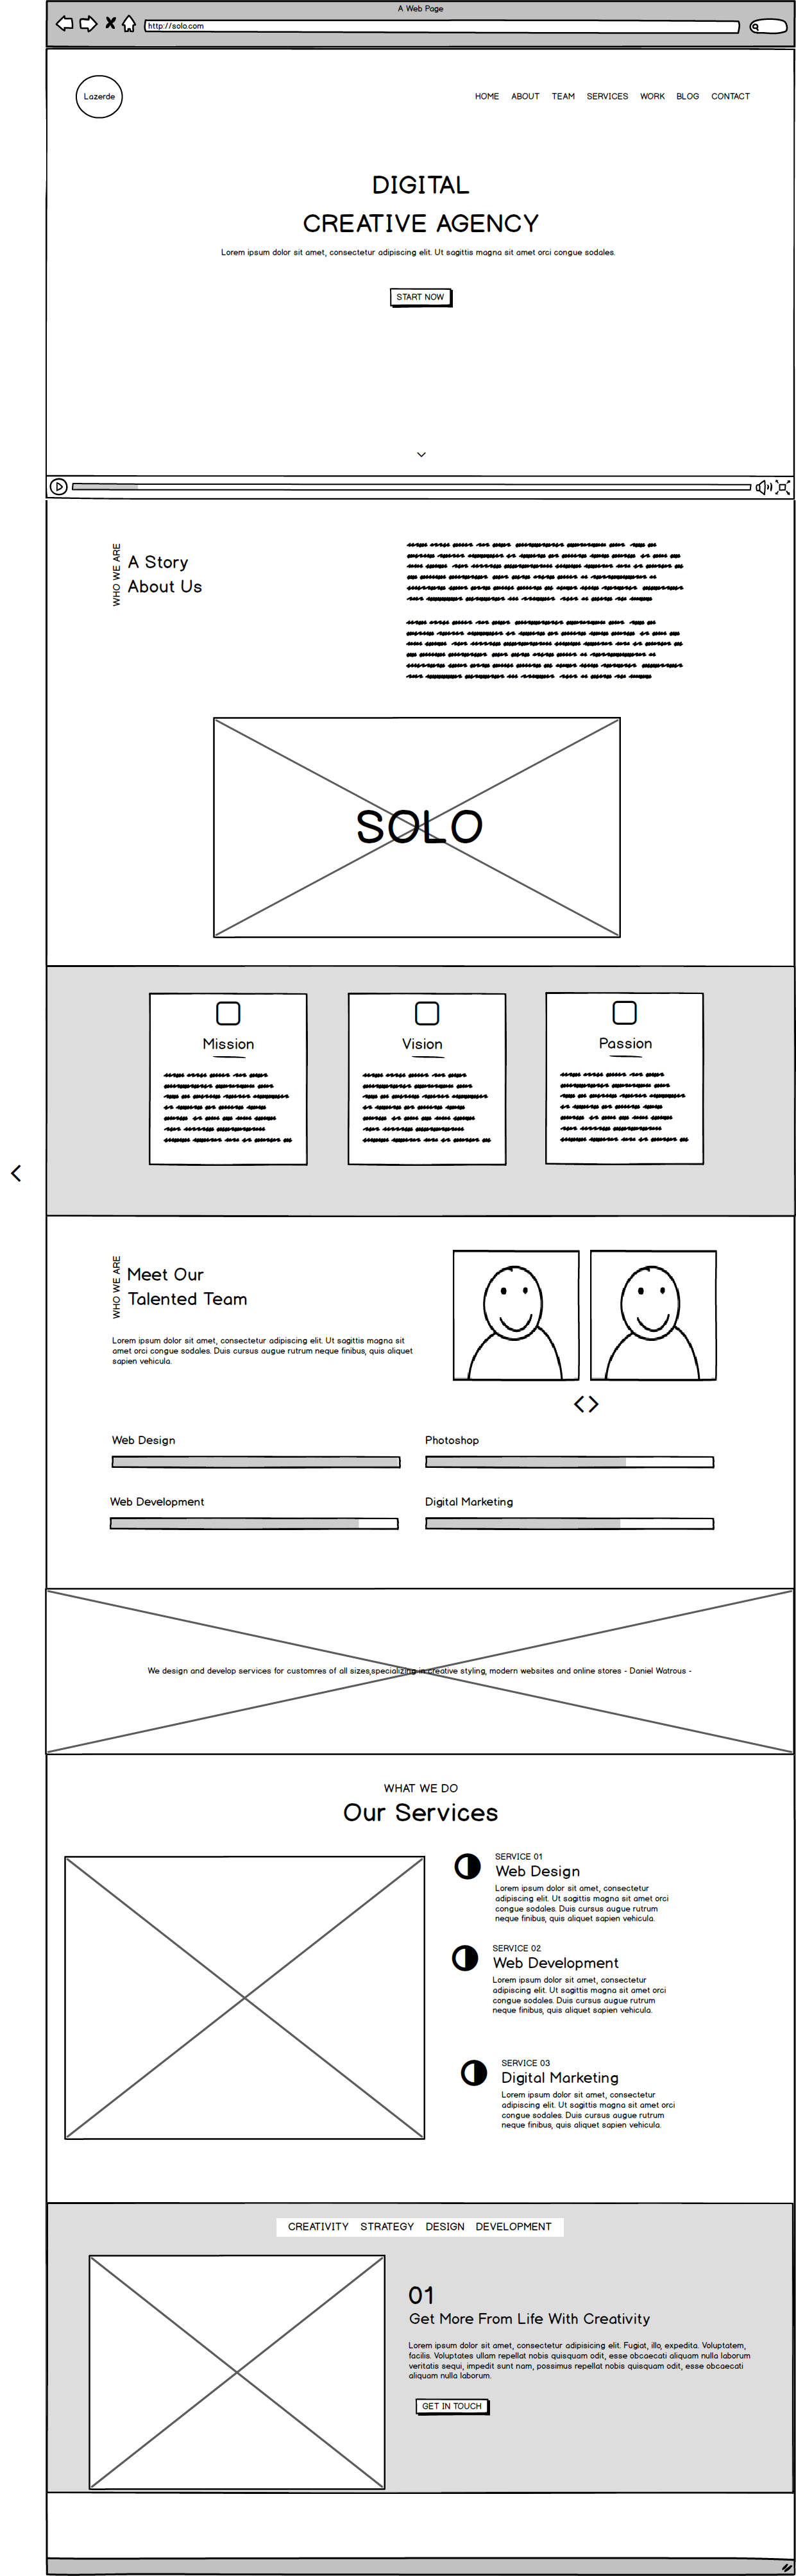 A Web Page
http://solo.com
Lazerde
HOME ABOUT TEAM SERVICES WORK BLOG CONTACT
DIGITAL
CREATIVE AGENCY
Lorem ipsum dolor sit amet, consectetur adipiscing elit. Ut sagittis magna sit amet orci congue sodales.
START NOW
WHO WE ARE
A Story
About Us
SOLO
Mission
Vision
Passion
WHO WE ARE
Meet Our
Talented Team
Lorem ipsum dolor sit amet, consectetur adipiscing elit. Ut sagittis magna sit
amet orci congue sodales. Duis cursus augue rutrum neque finibus, quis aliquet
sapien vehicula.
Web Design
Photoshop
Web Development
Digital Marketing
We design and develop services for customres of all sizes,specializing in creative styling, modern websites and online stores - Daniel Watrous -
WHAT WE DO
Our Services
SERVICE 01
Web Design
Lorem ipsum dolor sit amet, consectetur
adipiscing elit. Ut sagittis magna sit amet orci
congue sodales. Duis cursus augue rutrum
neque finibus, quis aliquet sapien vehicula.
SERVICE 02
Web Development
Lorem ipsum dolor sit amet, consectetur
adipiscing elit. Ut sagittis magna sit amet orci
congue sodales. Duis cursus augue rutrum
neque finibus, quis aliquet sapien vehicula.
SERVICE 03
Digital Marketing
Lorem ipsum dolor sit amet, consectetur
adipiscing elit. Ut sagittis magna sit amet orci
congue sodales. Duis cursus augue rutrum
neque finibus, quis aliquet sapien vehicula.
CREATIVITY STRATEGY DESIGN DEVELOPMENT
01
Get More From Life With Creativity
Lorem ipsum dolor sit amet, consectetur adipisicing elit. Fugiat, illo, expedita. Voluptatem,
facilis. Voluptates ullam repellat nobis quisquam odit, esse obcaecati aliquam nulla laborum
veritatis sequi, impedit sunt nam, possimus repellat nobis quisquam odit, esse obcaecati
aliquam nulla laborum.
GET IN TOUCH